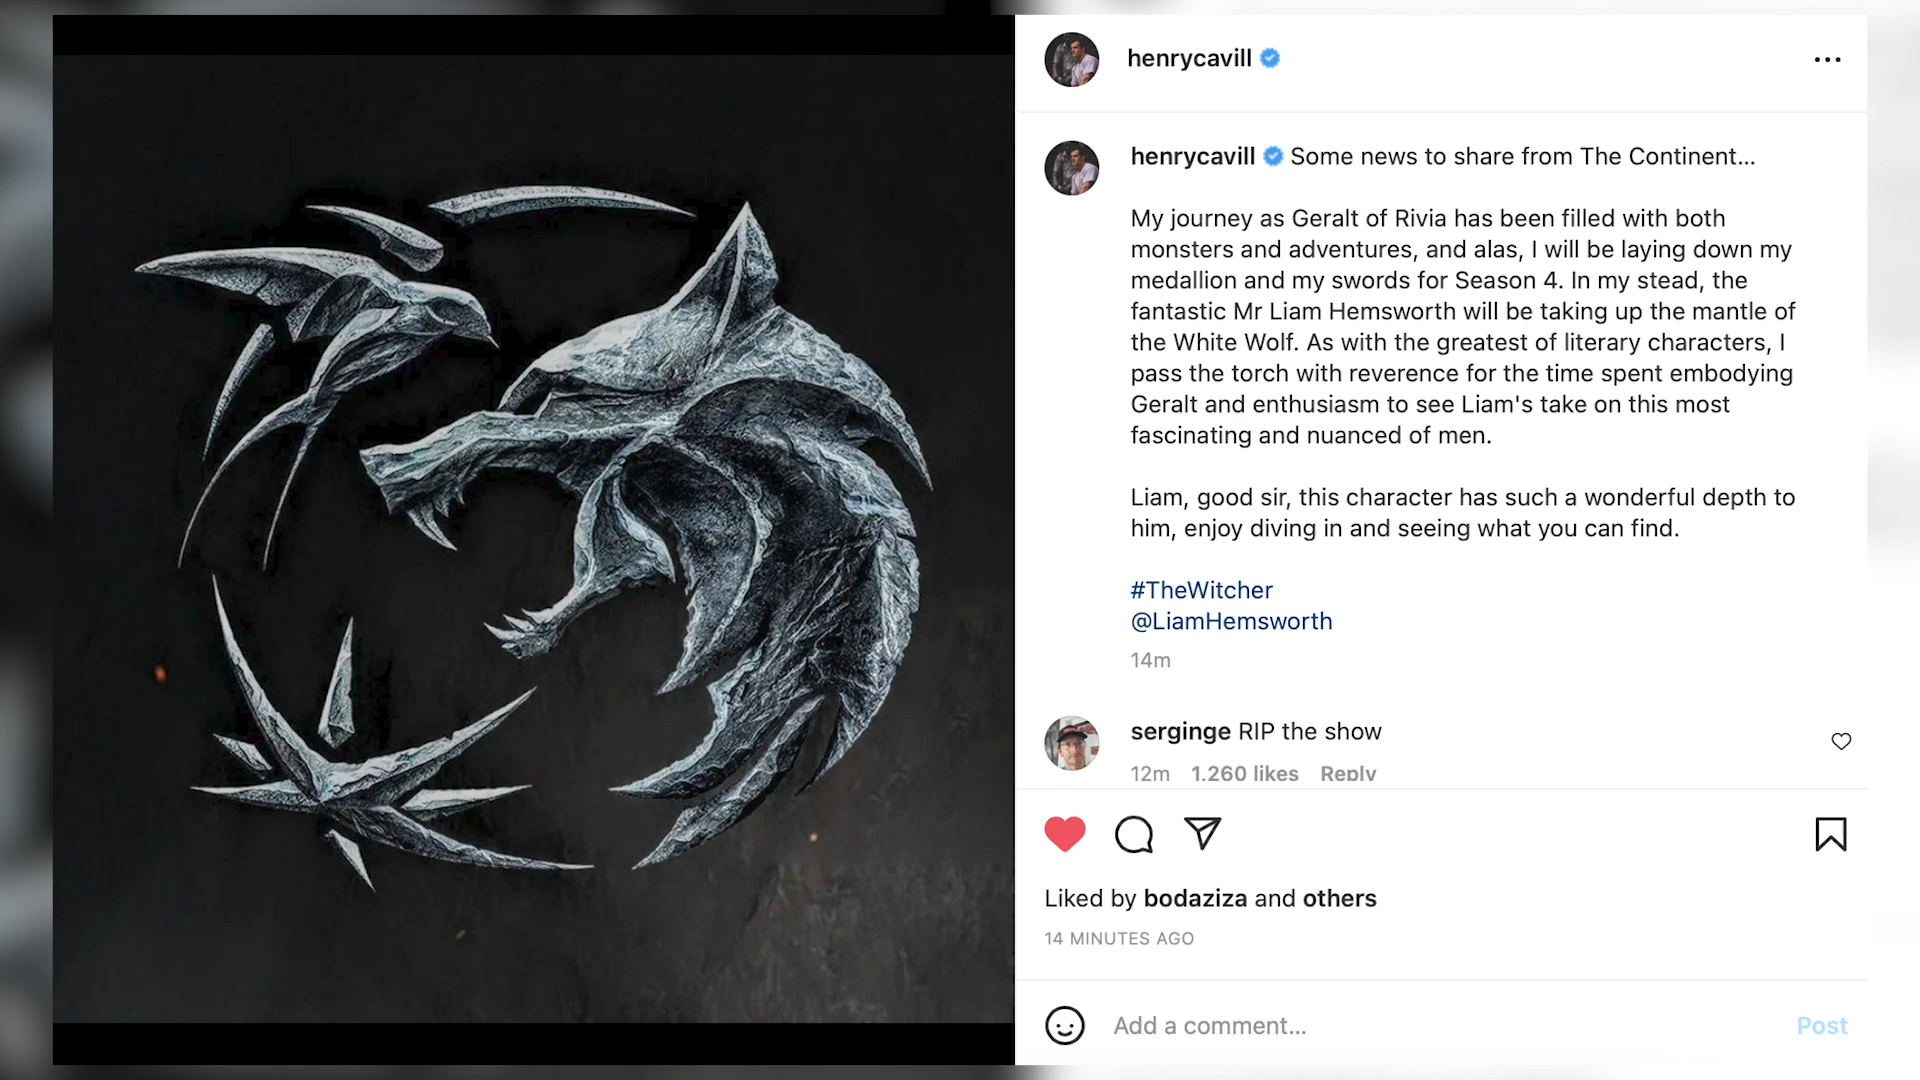 henrycavill
henrycavill Some news to share from The Continent...
My journey as Geralt of Rivia has been filled with both
monsters and adventures, and alas, I will be laying down my
medallion and my swords for Season 4. In my stead, the
fantastic Mr Liam Hemsworth will be taking up the mantle of
the White Wolf. As with the greatest of literary characters, I
pass the torch with reverence for the time spent embodying
Geralt and enthusiasm to see Liam's take on this most
fascinating and nuanced of men.
Liam, good sir, this character has such a wonderful depth to
him, enjoy diving in and seeing what you can find.
#TheWitcher
@LiamHemsworth
14m
serginge RIP the show
12m 1.260 likes Reply
Liked by bodaziza and others
14 MINUTES AGO
Add a comment... Post